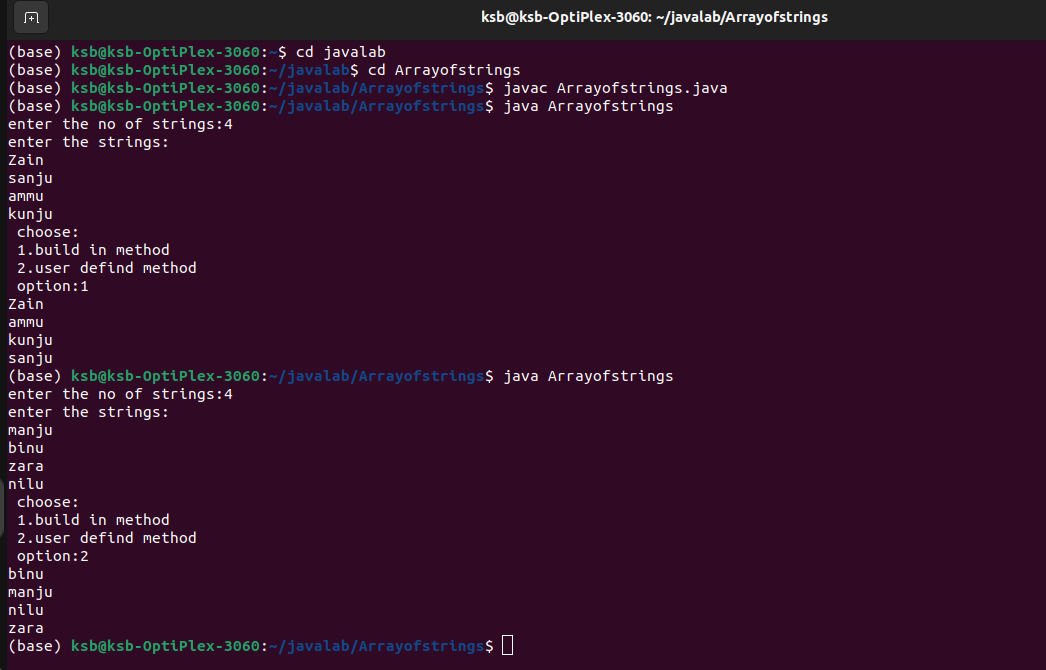 ksb@ksb-OptiPlex-3060: ~/javalab/Arrayofstrings
(base) ksb@ksb-OptiPlex-3060:~$ cd javalab
(base) ksb@ksb-OptiPlex-3060:~/javalab$ cd Arrayofstrings
(base) ksb@ksb-OptiPlex-3060:~/javalab/Arrayofstrings$ javac Arrayofstrings.java
(base) ksb@ksb-OptiPlex-3060:~/javalab/Arrayofstrings$ java Arrayofstrings
enter the no of strings:4
enter the strings:
Zain
sanju
ammu
kunju
 choose:
 1.build in method
 2.user defind method
 option:1
Zain
ammu
kunju
sanju
(base) ksb@ksb-OptiPlex-3060:~/javalab/Arrayofstrings$ java Arrayofstrings
enter the no of strings:4
enter the strings:
manju
binu
zara
nilu
 choose:
 1.build in method
 2.user defind method
 option:2
binu
manju
nilu
zara
(base) ksb@ksb-OptiPlex-3060:~/javalab/Arrayofstrings$